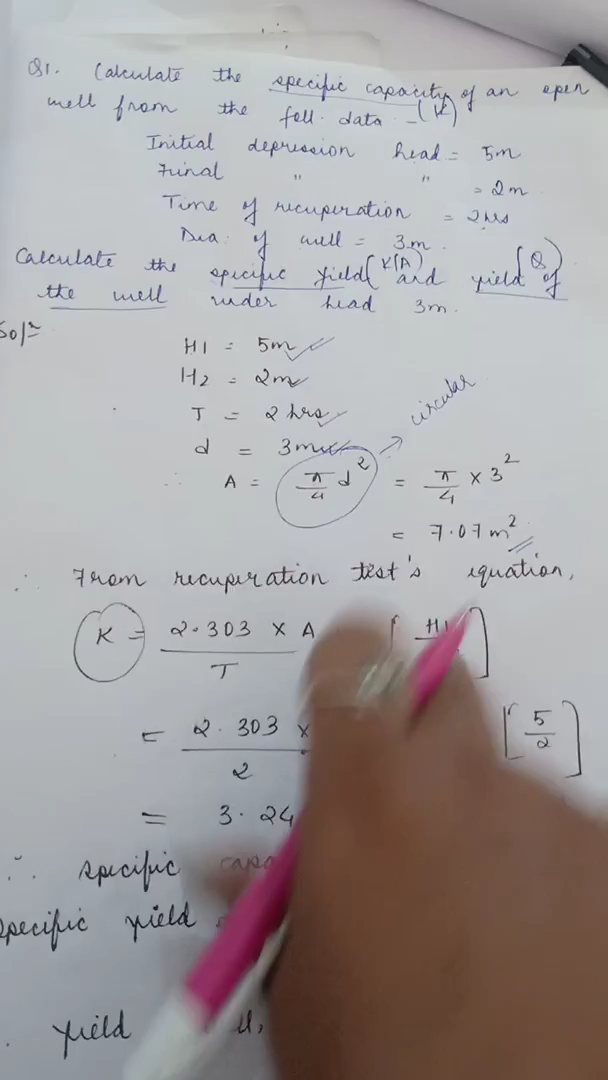 Q1. Calculate the specific capacity of an open
well from the foll. data - (K)
Initial depression head = 5m
Final " " = 2m
Time of recuperation = 2 hrs
Dia. of well = 3m.
Calculate the specific yield (K/A) and yield (Q) of
the well under head 3m.
Sol:
H1 = 5m
H2 = 2m
T = 2 hrs
d = 3m
circular
∴ A = π/4 d² = π/4 × 3²
= 7.07 m²
∴ From recuperation test's equation,
K = 2.303 × A / T [H1
= 2.303 × / 2 [5/2]
= 3.24
∴ specific
specific yield
yield